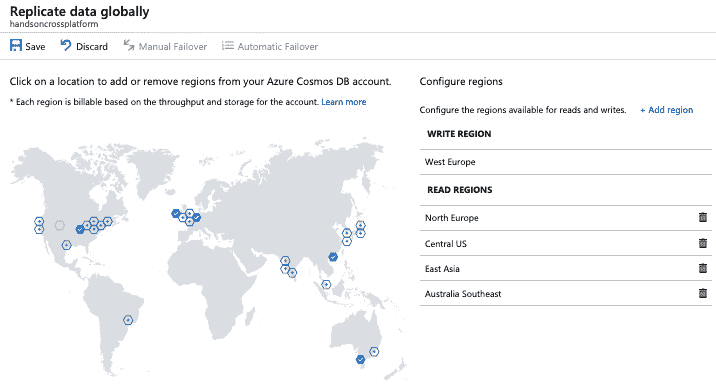 Replicate data globally
handsoncrossplatform
Save Discard Manual Failover Automatic Failover
Click on a location to add or remove regions from your Azure Cosmos DB account.
* Each region is billable based on the throughput and storage for the account. Learn more
Configure regions
Configure the regions available for reads and writes. + Add region
WRITE REGION
West Europe
READ REGIONS
North Europe
Central US
East Asia
Australia Southeast